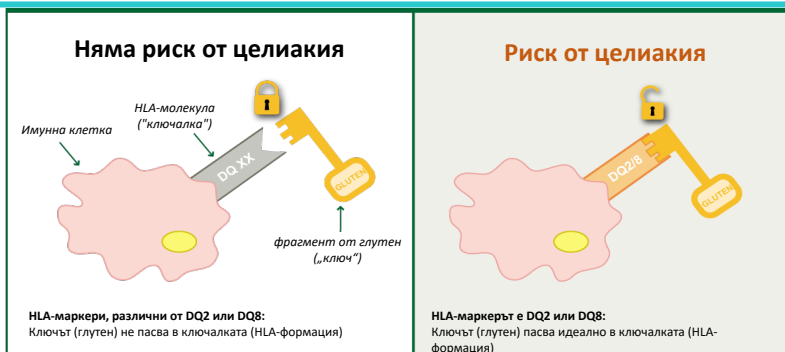 Няма риск от целиакия
HLA-молекула
("ключалка")
Имунна клетка
DQ XX
GLUTEN
фрагмент от глутен
(„ключ“)
HLA-маркери, различни от DQ2 или DQ8:
Ключът (глутен) не пасва в ключалката (HLA-формация)
Риск от целиакия
DQ2/8
GLUTEN
HLA-маркерът е DQ2 или DQ8:
Ключът (глутен) пасва идеално в ключалката (HLA-
формация)